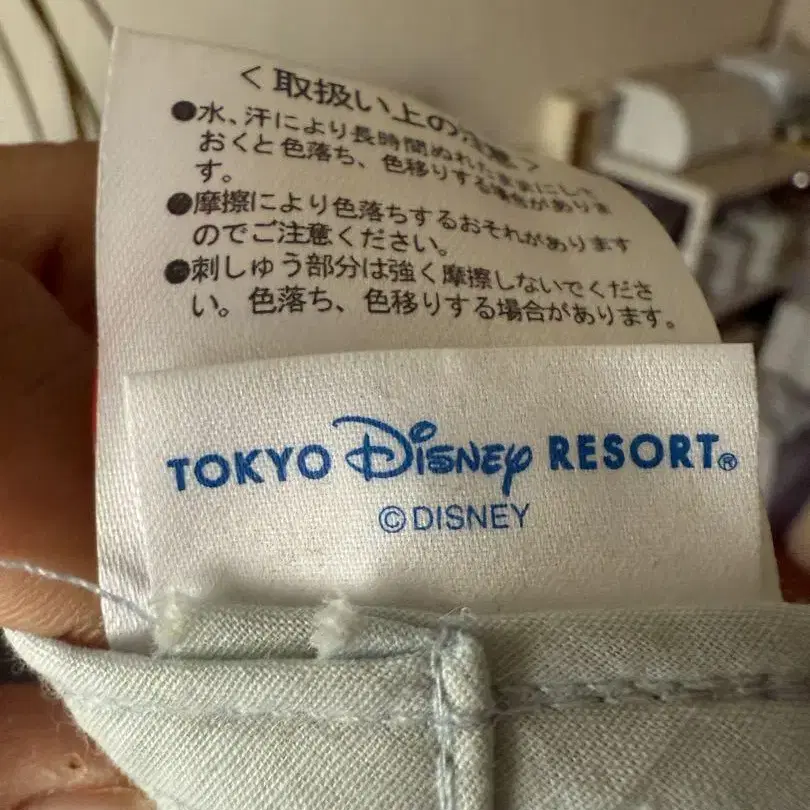 ＜取扱い上の注意＞
●水、汗により長時間ぬれたままにして
おくと色落ち、色移りする場合がありま
す。
●摩擦により色落ちするおそれがあります
のでご注意ください。
●刺しゅう部分は強く摩擦しないでくださ
い。色落ち、色移りする場合があります。
TOKYO Disney RESORT®
©DISNEY